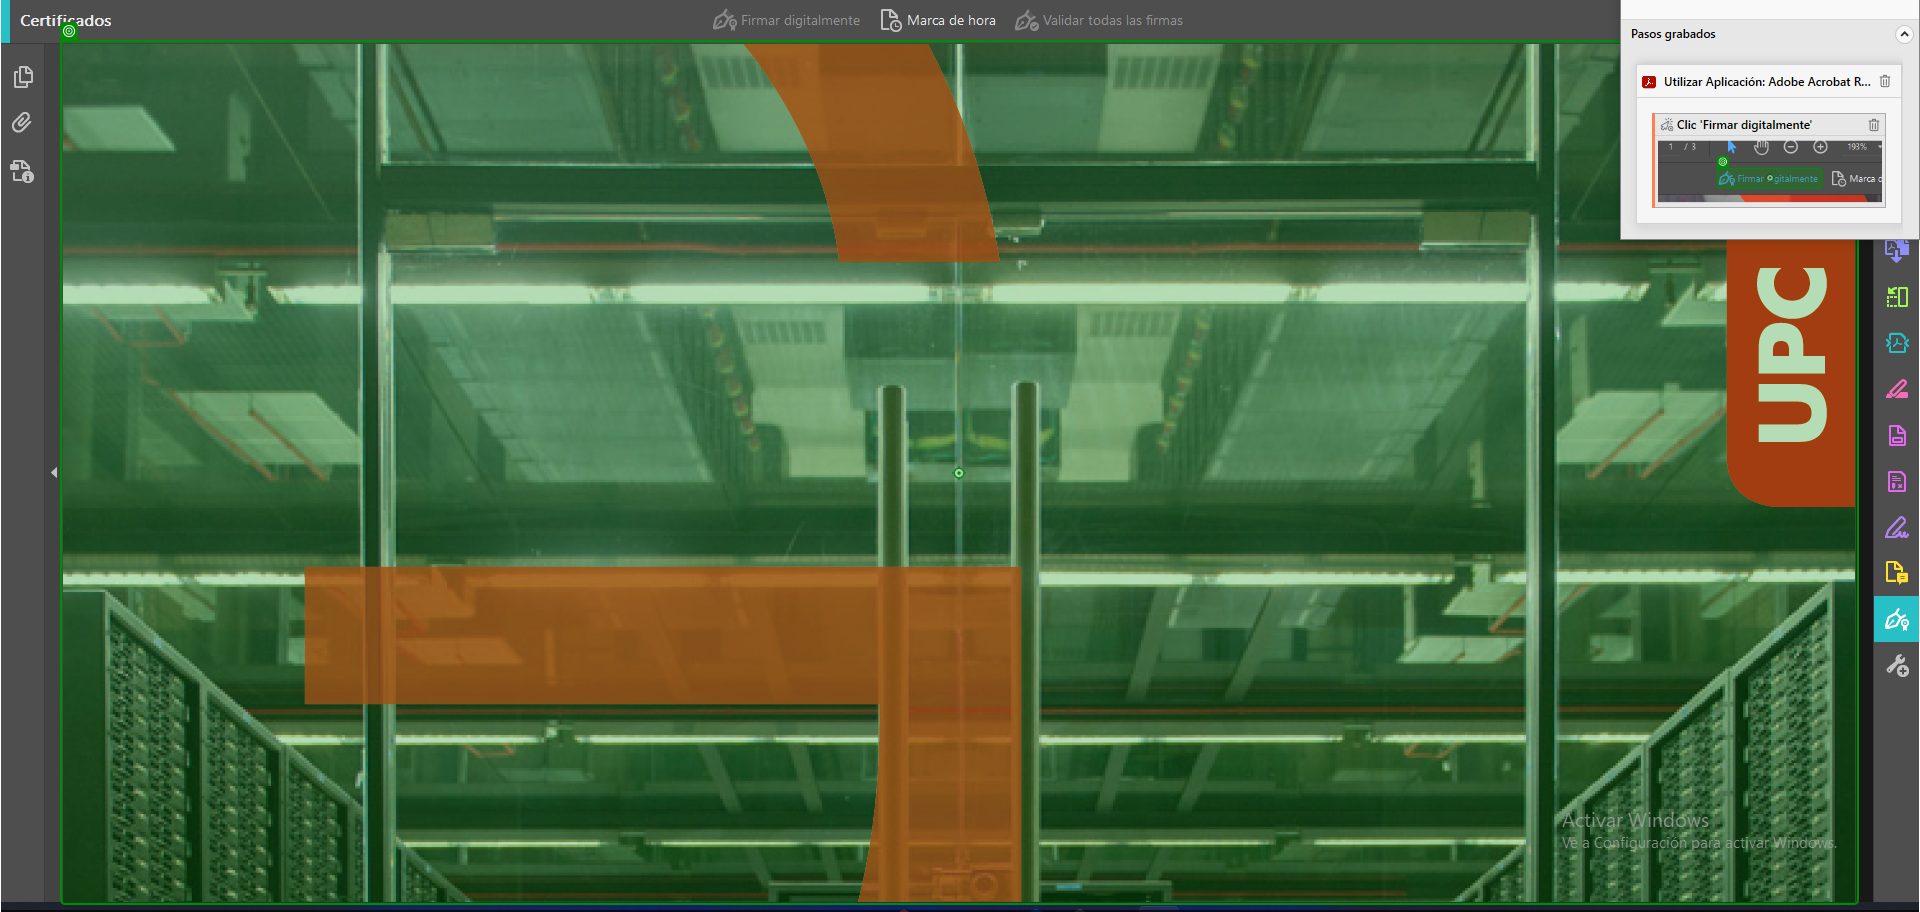 Certificados
Firmar digitalmente
Marca de hora
Validar todas las firmas
Pasos grabados
Utilizar Aplicación: Adobe Acrobat R...
Clic 'Firmar digitalmente'
1 / 3
193%
Firmar gitalmente
Marca c
UPC
Activar Windows
Ve a Configuración para activar Windows.